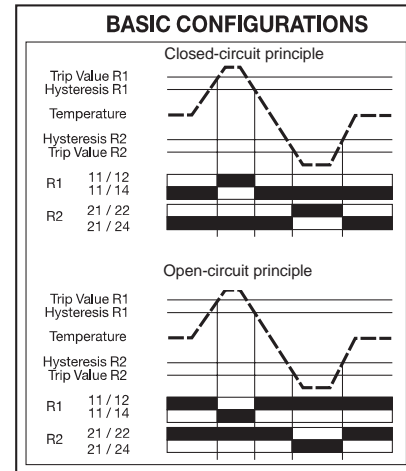 BASIC CONFIGURATIONS
Closed-circuit principle
Trip Value R1
Hysteresis R1
Temperature
Hysteresis R2
Trip Value R2
R1 11 / 12
11 / 14
R2 21 / 22
21 / 24
Open-circuit principle
Trip Value R1
Hysteresis R1
Temperature
Hysteresis R2
Trip Value R2
R1 11 / 12
11 / 14
R2 21 / 22
21 / 24